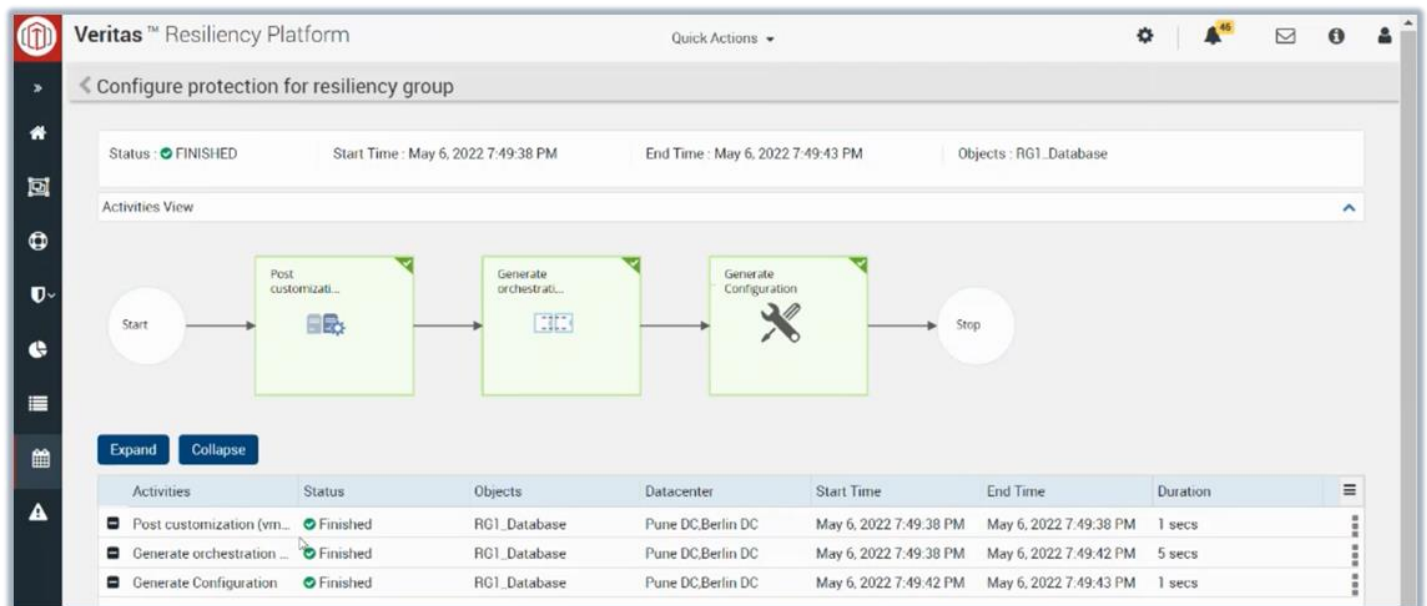 Veritas ™ Resiliency Platform
Quick Actions
46
Configure protection for resiliency group
Status : FINISHED
Start Time : May 6, 2022 7:49:38 PM
End Time : May 6, 2022 7:49:43 PM
Objects : RG1_Database
Activities View
Start
Post
customizati...
Generate
orchestrati...
Generate
Configuration
Stop
Expand
Collapse
Activities Status Objects Datacenter Start Time End Time Duration
Post customization (vm... Finished RG1_Database Pune DC,Berlin DC May 6, 2022 7:49:38 PM May 6, 2022 7:49:38 PM 1 secs
Generate orchestration ... Finished RG1_Database Pune DC,Berlin DC May 6, 2022 7:49:38 PM May 6, 2022 7:49:42 PM 5 secs
Generate Configuration Finished RG1_Database Pune DC,Berlin DC May 6, 2022 7:49:42 PM May 6, 2022 7:49:43 PM 1 secs